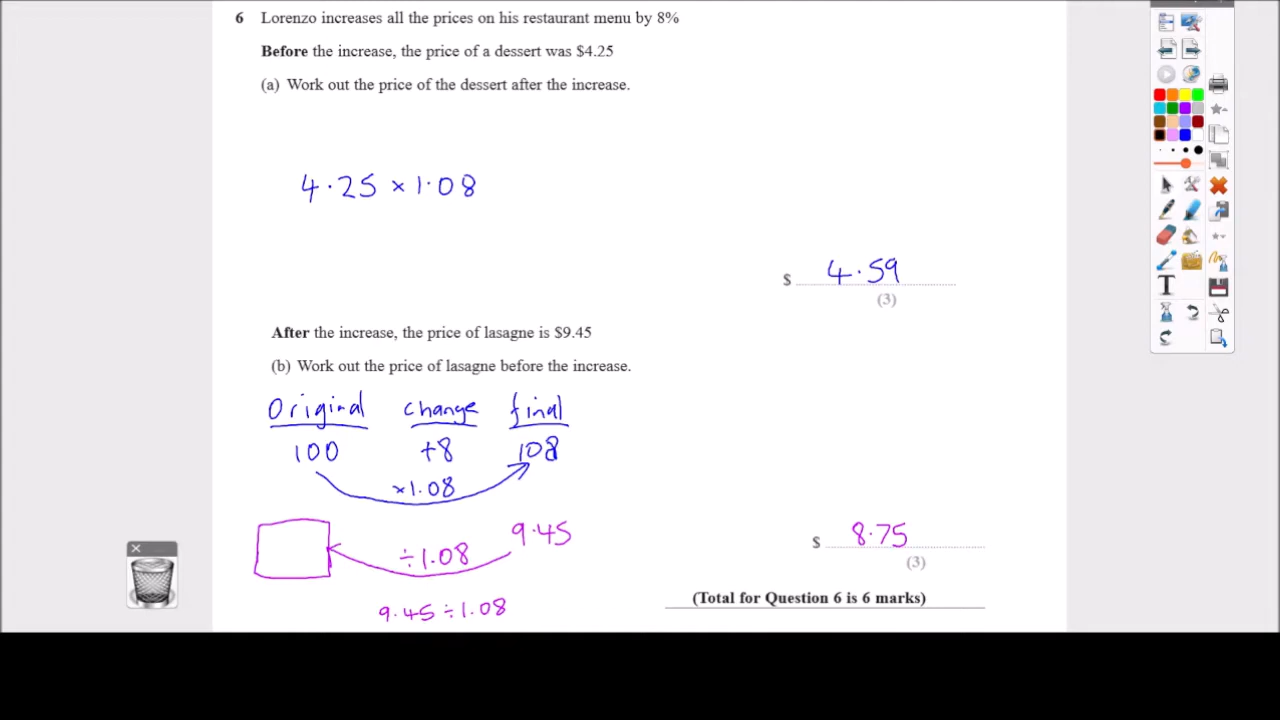 6 Lorenzo increases all the prices on his restaurant menu by 8%
Before the increase, the price of a dessert was $4.25
(a) Work out the price of the dessert after the increase.
4.25 × 1.08
$ 4.59
(3)
After the increase, the price of lasagne is $9.45
(b) Work out the price of lasagne before the increase.
Original change final
100 +8 108
×1.08
9.45
÷1.08
$ 8.75
(3)
9.45 ÷ 1.08
(Total for Question 6 is 6 marks)
T